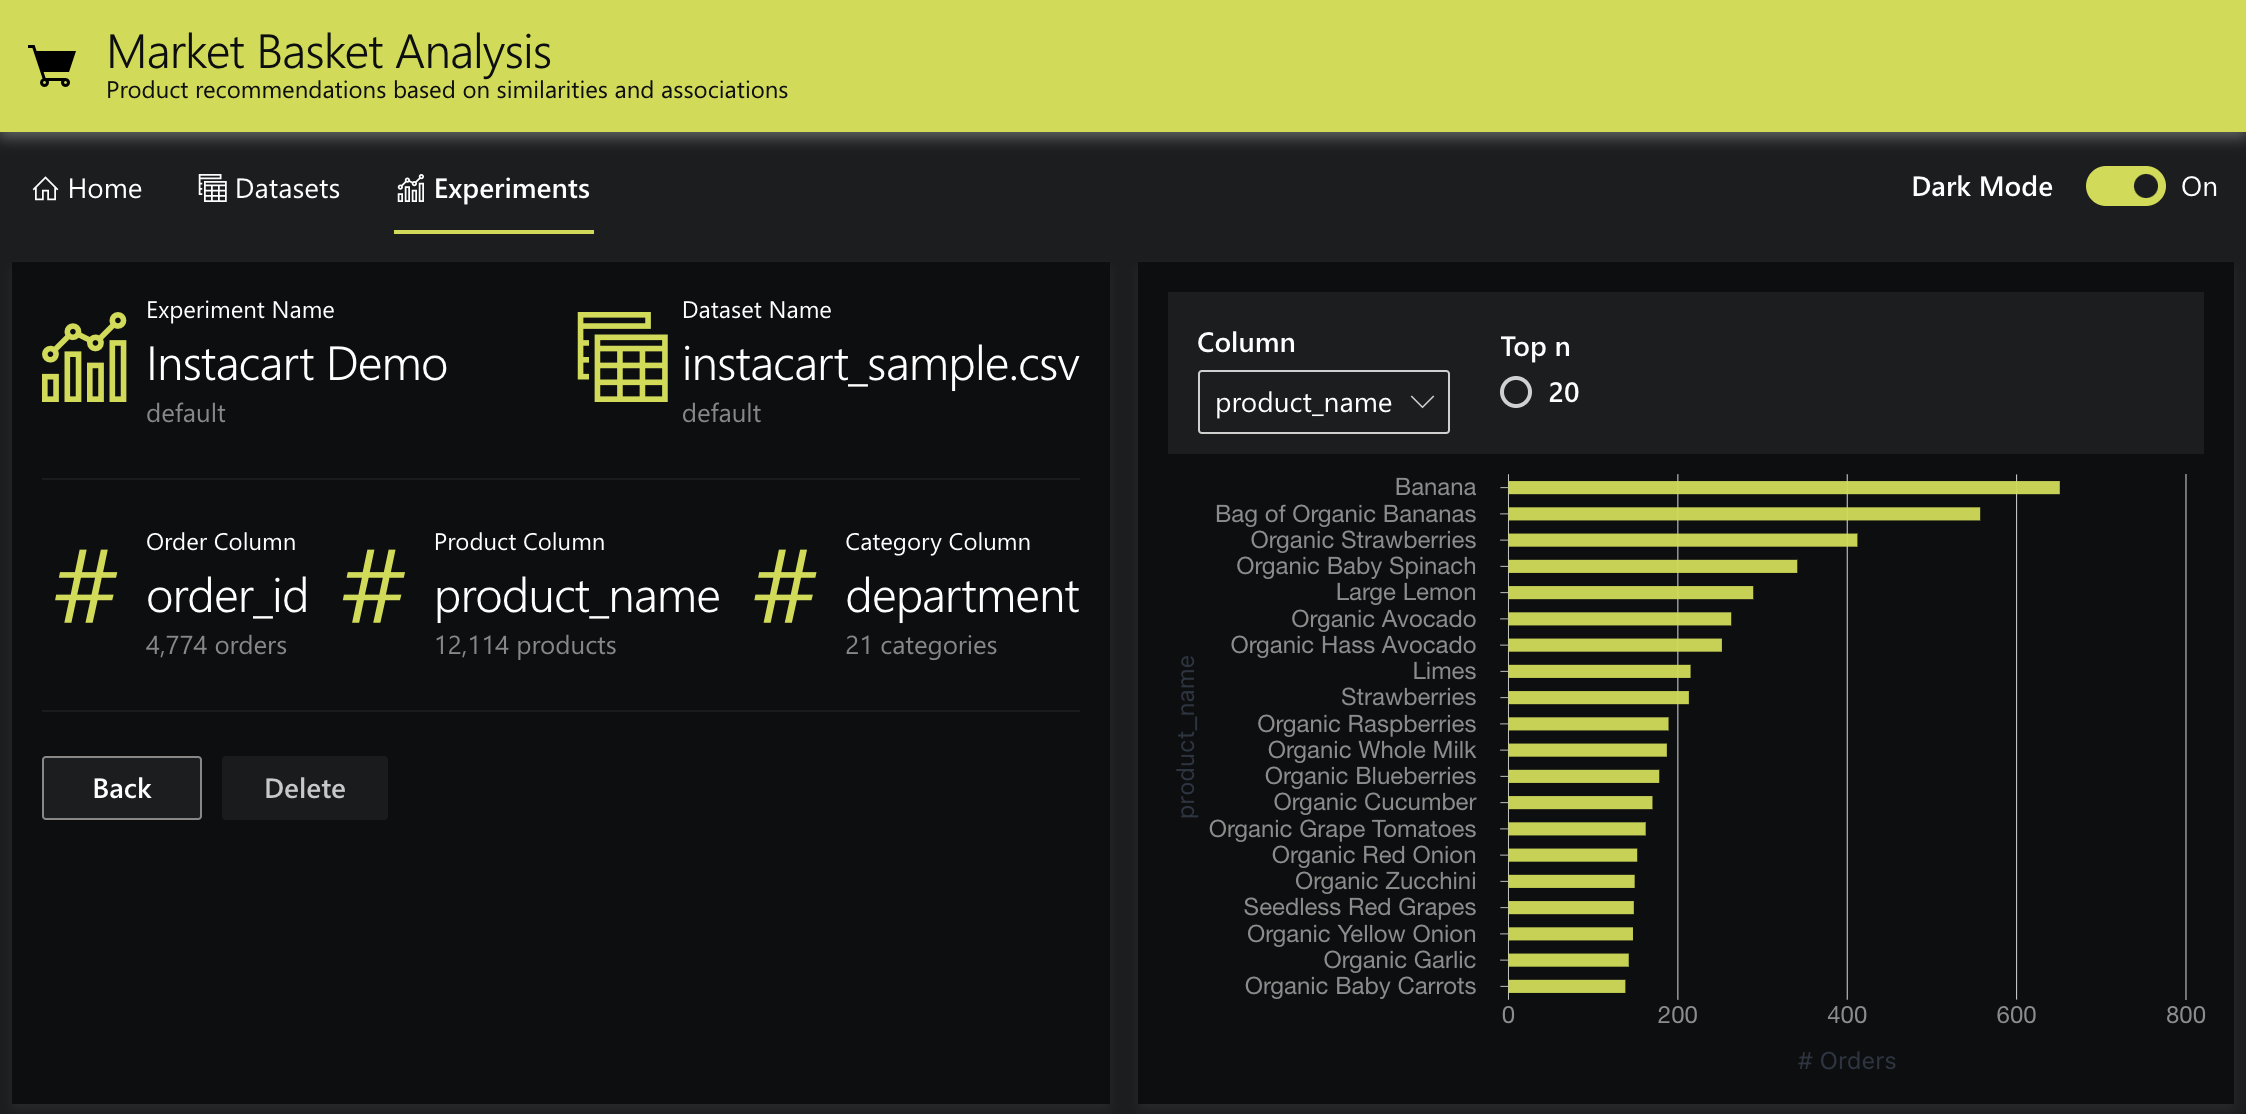 Market Basket Analysis
Product recommendations based on similarities and associations
Home
Datasets
Experiments
Dark Mode
On
Experiment Name
Instacart Demo
default
Dataset Name
instacart_sample.csv
default
Order Column
order_id
4,774 orders
Product Column
product_name
12,114 products
Category Column
department
21 categories
Back
Delete
Column
product_name
Top n
20
product_name
Banana
Bag of Organic Bananas
Organic Strawberries
Organic Baby Spinach
Large Lemon
Organic Avocado
Organic Hass Avocado
Limes
Strawberries
Organic Raspberries
Organic Whole Milk
Organic Blueberries
Organic Cucumber
Organic Grape Tomatoes
Organic Red Onion
Organic Zucchini
Seedless Red Grapes
Organic Yellow Onion
Organic Garlic
Organic Baby Carrots
0 200 400 600 800
# Orders